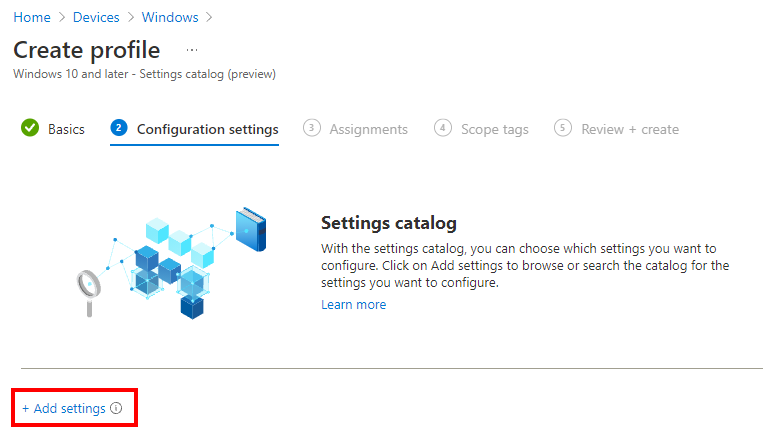 Home > Devices > Windows >
Create profile ...
Windows 10 and later - Settings catalog (preview)
Basics 2 Configuration settings 3 Assignments 4 Scope tags 5 Review + create
Settings catalog
With the settings catalog, you can choose which settings you want to
configure. Click on Add settings to browse or search the catalog for the
settings you want to configure.
Learn more
+ Add settings